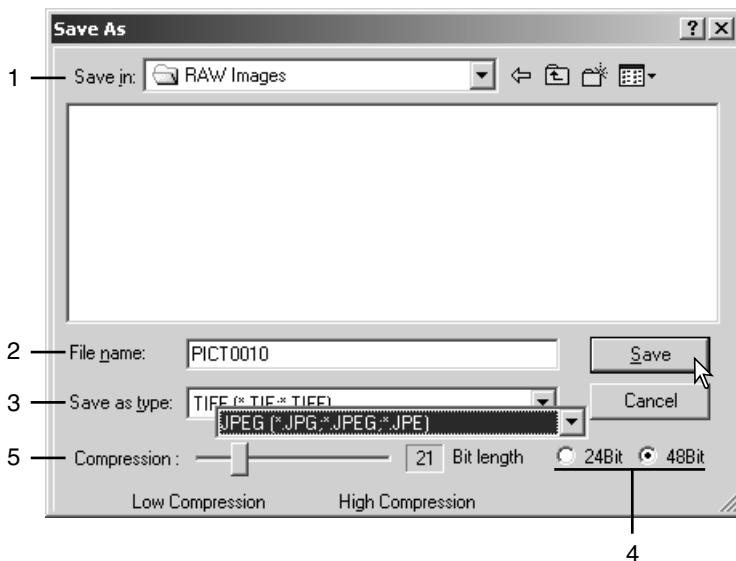 Save As
1 Save in: RAW Images
2 File name: PICT0010 Save
3 Save as type: TIFF (*.TIF;*.TIFF) Cancel
JPEG (*.JPG;*.JPEG;*.JPE)
5 Compression : 21 Bit length 24Bit 48Bit
Low Compression High Compression
4